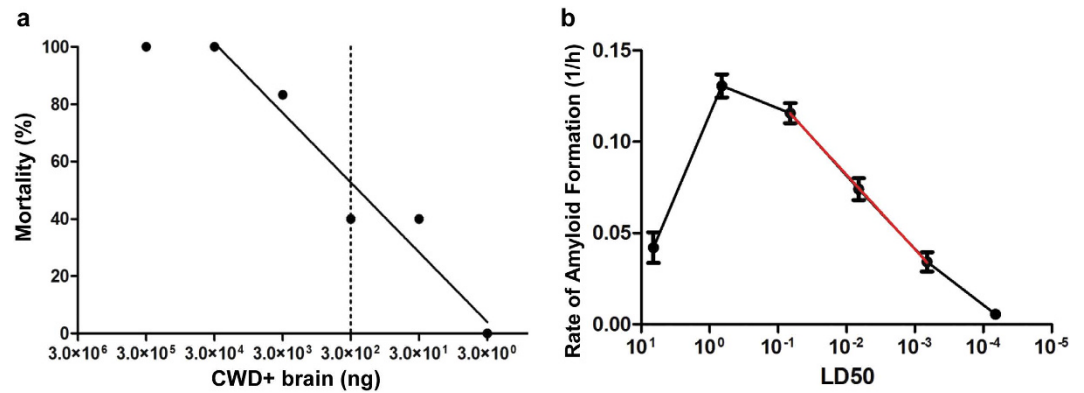 a
Mortality (%)
100
80
60
40
20
0
3.0×10⁶ 3.0×10⁵ 3.0×10⁴ 3.0×10³ 3.0×10² 3.0×10¹ 3.0×10⁰
CWD+ brain (ng)
b
Rate of Amyloid Formation (1/h)
0.15
0.10
0.05
0.00
10¹ 10⁰ 10⁻¹ 10⁻² 10⁻³ 10⁻⁴ 10⁻⁵
LD50